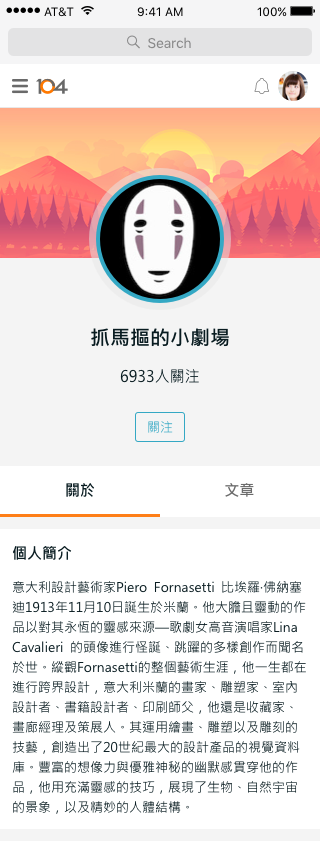 AT&T 9:41 AM 100%
Search
104
抓馬摳的小劇場
6933人關注
關注
關於 文章
個人簡介
意大利設計藝術家Piero Fornasetti 比埃羅·佛納塞
迪1913年11月10日誕生於米蘭。他大膽且靈動的作
品以對其永恆的靈感來源—歌劇女高音演唱家Lina
Cavalieri 的頭像進行怪誕、跳躍的多樣創作而聞名
於世。縱觀Fornasetti的整個藝術生涯，他一生都在
進行跨界設計，意大利米蘭的畫家、雕塑家、室內
設計者、書籍設計者、印刷師父，他還是收藏家、
畫廊經理及策展人。其運用繪畫、雕塑以及雕刻的
技藝，創造出了20世紀最大的設計產品的視覺資料
庫。豐富的想像力與優雅神秘的幽默感貫穿他的作
品，他用充滿靈感的技巧，展現了生物、自然宇宙
的景象，以及精妙的人體結構。